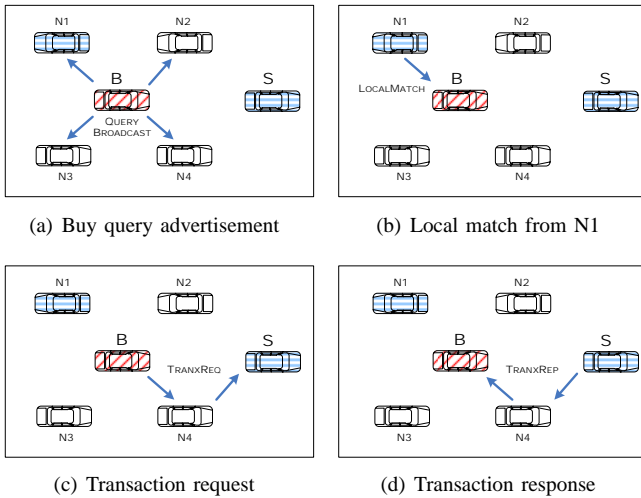 N1
N2
B
S
QUERY
BROADCAST
N3
N4
(a) Buy query advertisement
N1
N2
B
S
LOCALMATCH
N3
N4
(b) Local match from N1
N1
N2
B
S
TRANXREQ
N3
N4
(c) Transaction request
N1
N2
B
S
TRANXREP
N3
N4
(d) Transaction response